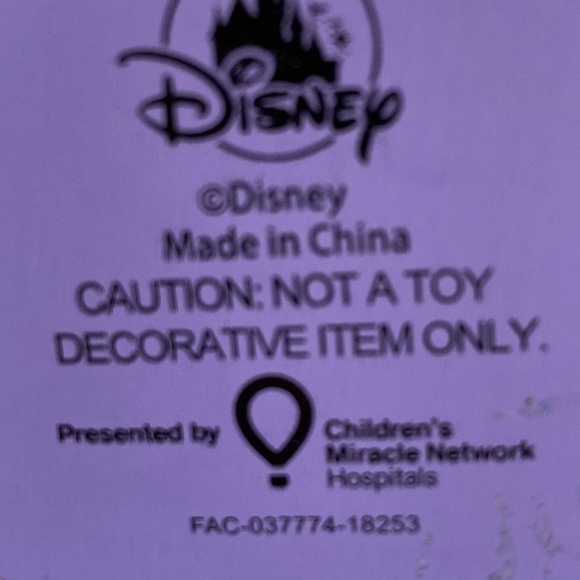 Disney
©Disney
Made in China
CAUTION: NOT A TOY
DECORATIVE ITEM ONLY.
Presented by
Children's
Miracle Network
Hospitals
FAC-037774-18253